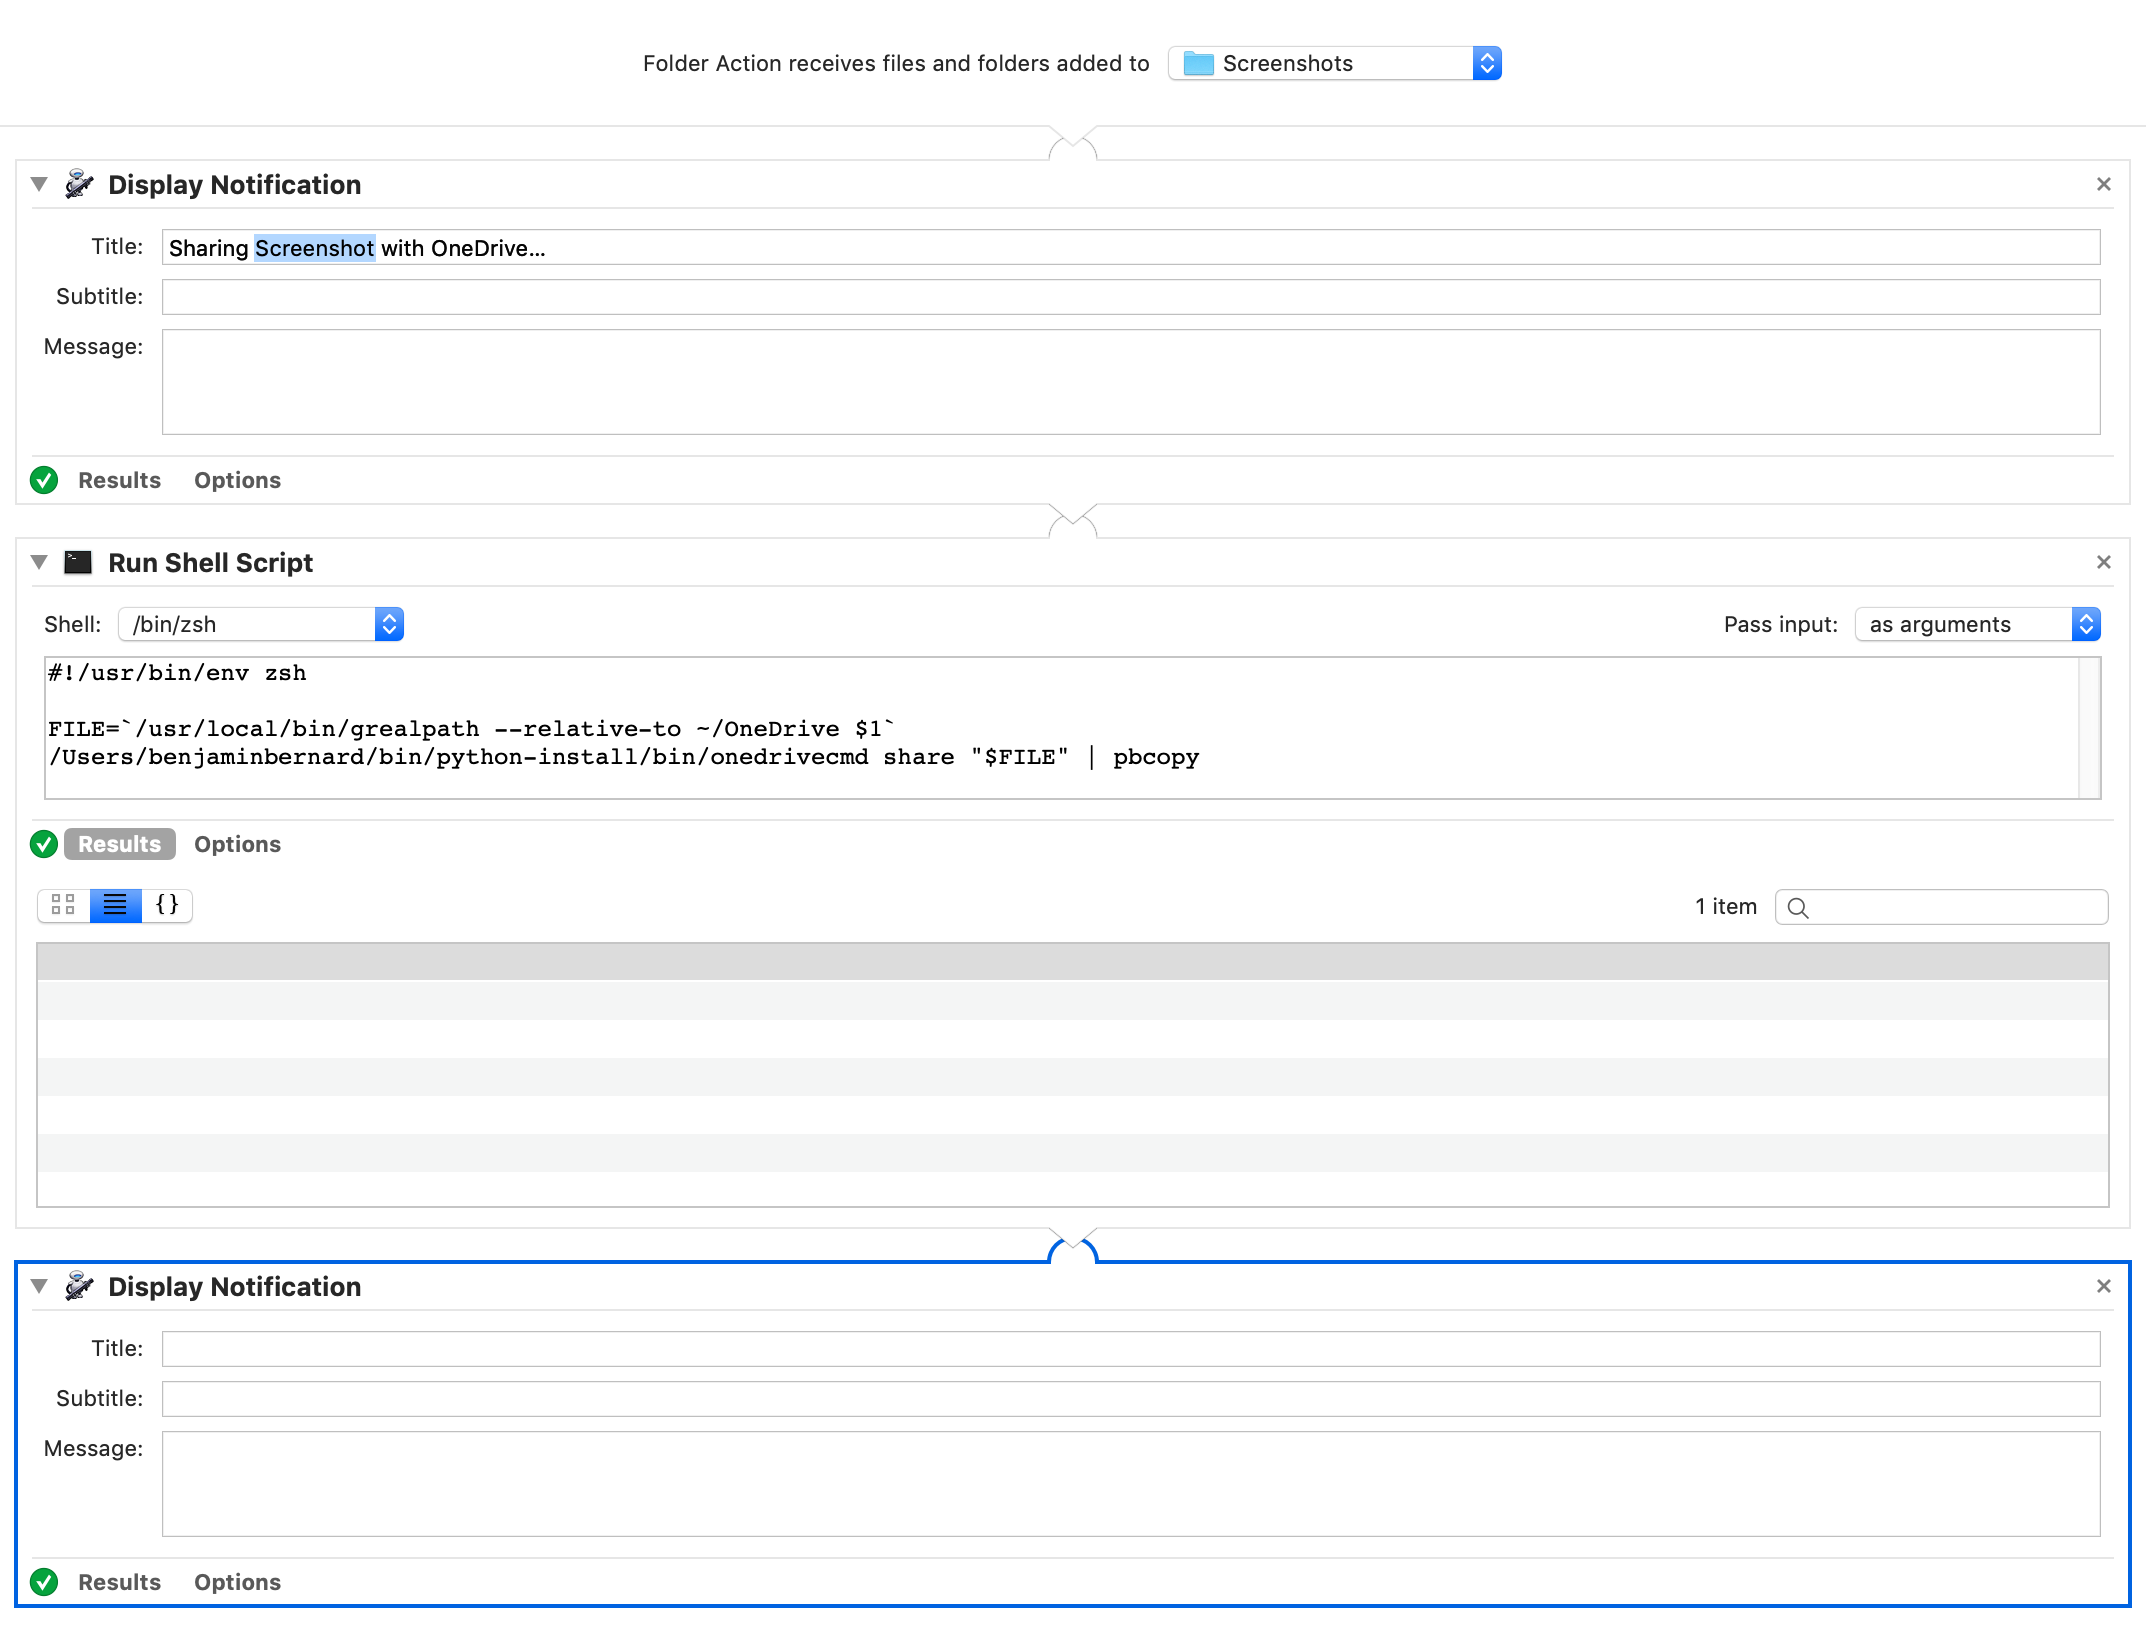 Folder Action receives files and folders added to Screenshots
Display Notification
Title: Sharing Screenshot with OneDrive...
Subtitle:
Message:
Results Options
Run Shell Script
Shell: /bin/zsh Pass input: as arguments
#!/usr/bin/env zsh
FILE=`/usr/local/bin/grealpath --relative-to ~/OneDrive $1`
/Users/benjaminbernard/bin/python-install/bin/onedrivecmd share "$FILE" | pbcopy
Results Options
{} 1 item
Display Notification
Title:
Subtitle:
Message:
Results Options